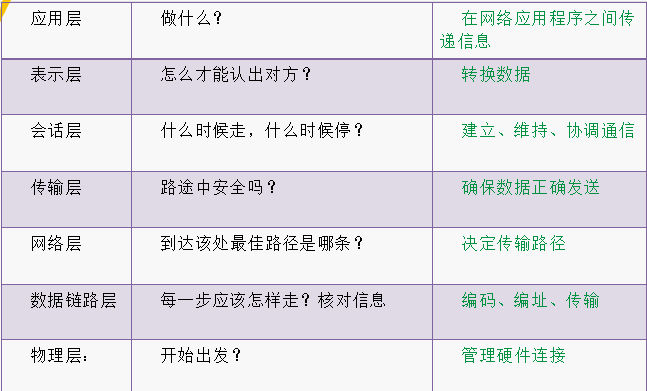 应用层 做什么？ 在网络应用程序之间传
递信息
表示层 怎么才能认出对方？ 转换数据
会话层 什么时候走，什么时候停？ 建立、维持、协调通信
传输层 路途中安全吗？ 确保数据正确发送
网络层 到达该处最佳路径是哪条？ 决定传输路径
数据链路层 每一步应该怎样走？核对信息 编码、编址、传输
物理层： 开始出发？ 管理硬件连接